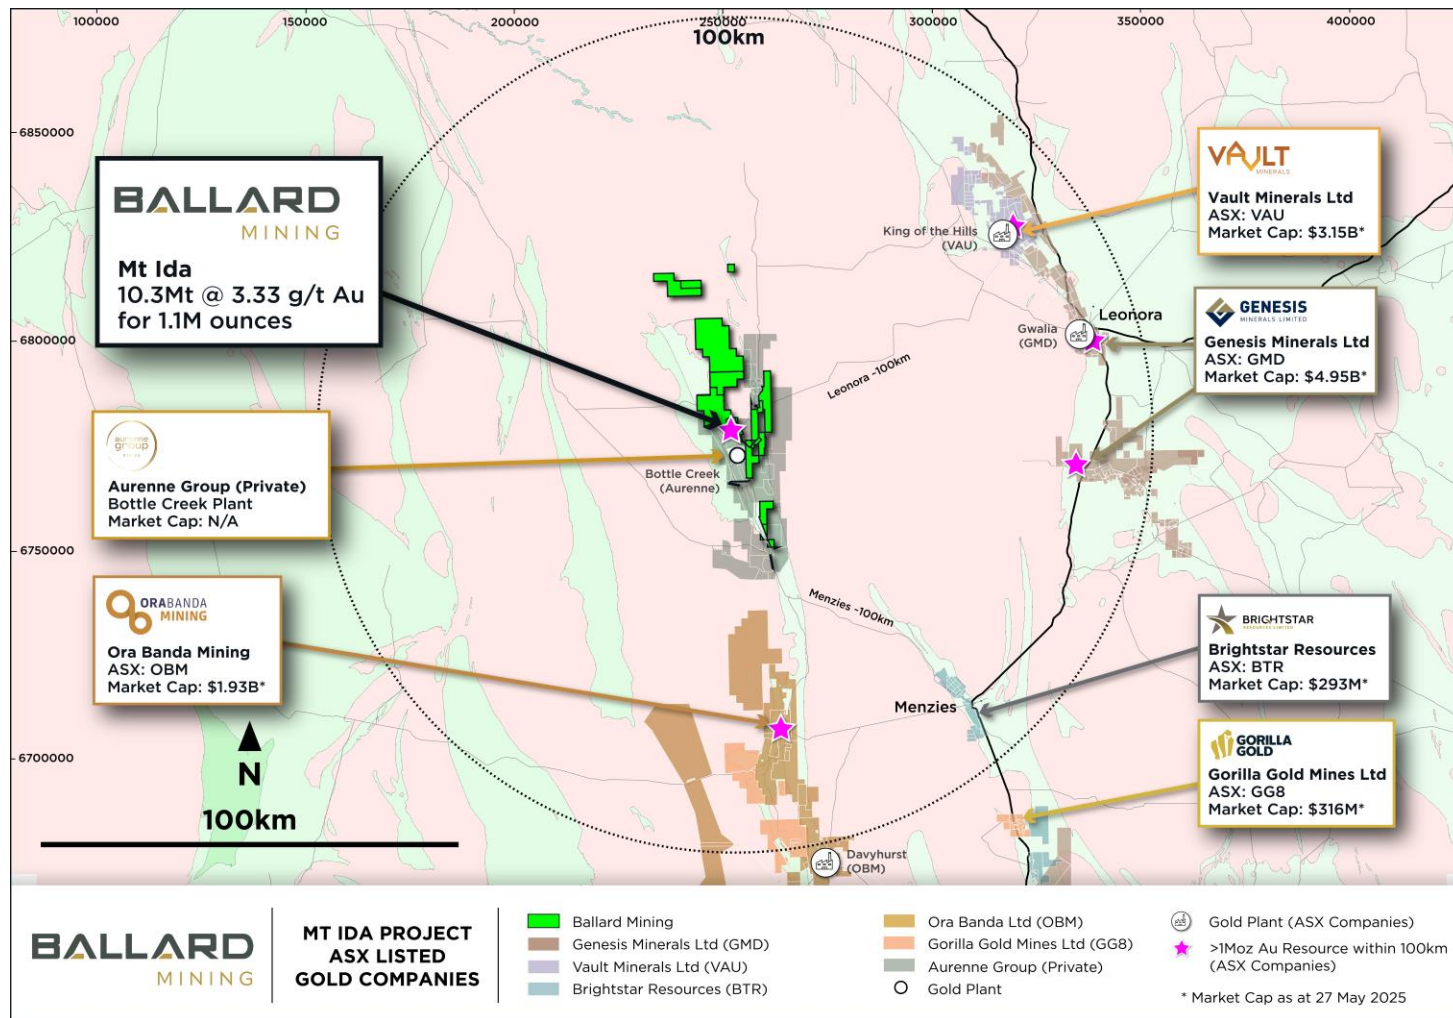 100000 150000 200000 250000 300000 350000 400000
100km
6850000
6800000
6750000
6700000
BALLARD
MINING
Mt Ida
10.3Mt @ 3.33 g/t Au
for 1.1M ounces
aurenne
group
Aurenne Group (Private)
Bottle Creek Plant
Market Cap: N/A
ORABANDA
MINING
Ora Banda Mining
ASX: OBM
Market Cap: $1.93B*
N
100km
King of the Hills
(VAU)
Gwalia
(GMD)
Leonora
Leonora ~100km
Bottle Creek
(Aurenne)
Menzies ~100km
Menzies
Davyhurst
(OBM)
VAULT
MINERALS
Vault Minerals Ltd
ASX: VAU
Market Cap: $3.15B*
GENESIS
MINERALS LIMITED
Genesis Minerals Ltd
ASX: GMD
Market Cap: $4.95B*
BRIGHTSTAR
RESOURCES LIMITED
Brightstar Resources
ASX: BTR
Market Cap: $293M*
GORILLA
GOLD
Gorilla Gold Mines Ltd
ASX: GG8
Market Cap: $316M*
BALLARD
MINING
MT IDA PROJECT
ASX LISTED
GOLD COMPANIES
Ballard Mining
Genesis Minerals Ltd (GMD)
Vault Minerals Ltd (VAU)
Brightstar Resources (BTR)
Ora Banda Ltd (OBM)
Gorilla Gold Mines Ltd (GG8)
Aurenne Group (Private)
Gold Plant
Gold Plant (ASX Companies)
>1Moz Au Resource within 100km
(ASX Companies)
* Market Cap as at 27 May 2025